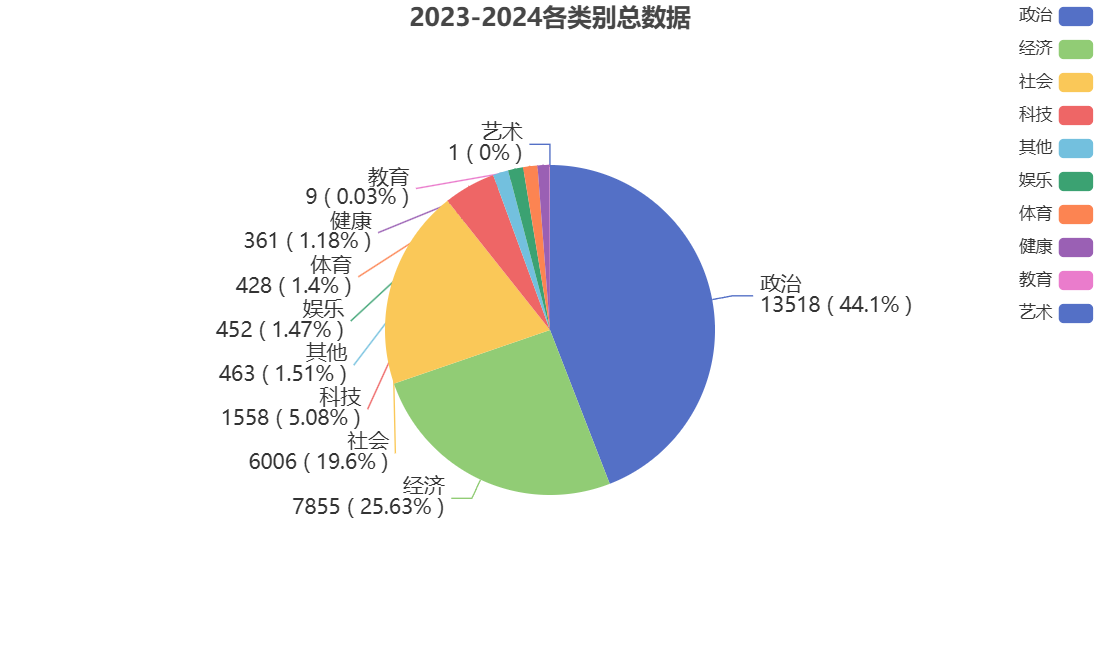 2023-2024各类别总数据
政治
经济
社会
科技
其他
娱乐
体育
健康
教育
艺术
艺术
1 ( 0% )
教育
9 ( 0.03% )
健康
361 ( 1.18% )
体育
428 ( 1.4% )
娱乐
452 ( 1.47% )
其他
463 ( 1.51% )
科技
1558 ( 5.08% )
社会
6006 ( 19.6% )
经济
7855 ( 25.63% )
政治
13518 ( 44.1% )